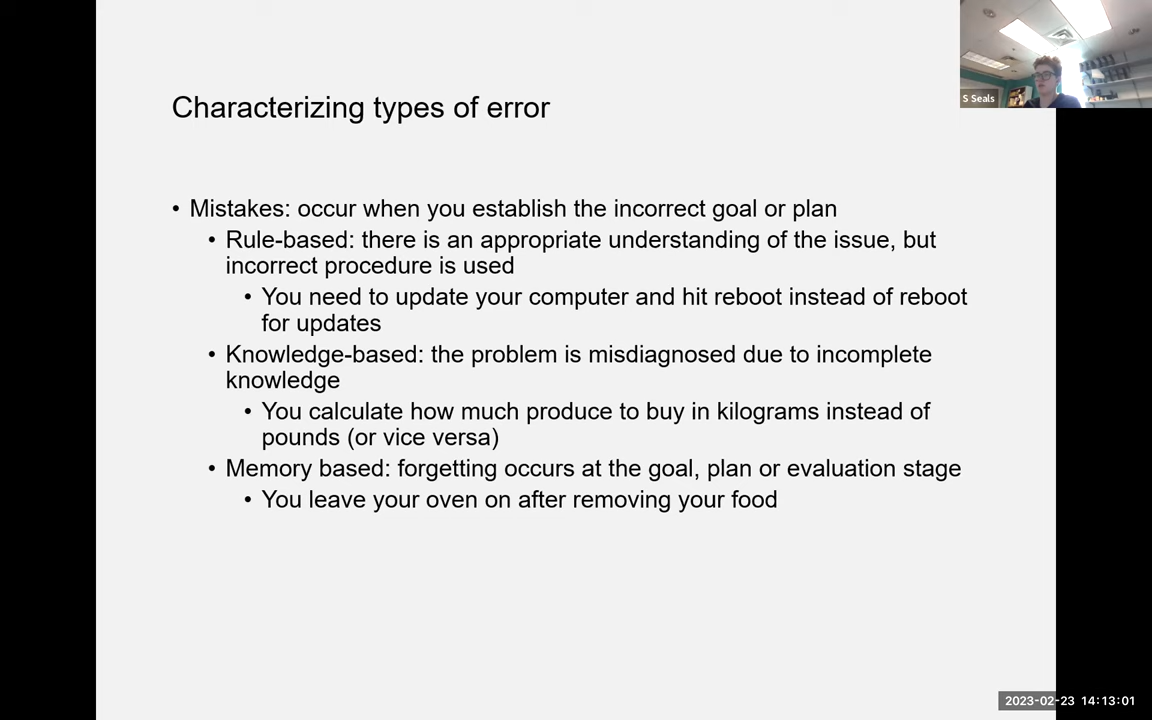 S Seals
Characterizing types of error
• Mistakes: occur when you establish the incorrect goal or plan
• Rule-based: there is an appropriate understanding of the issue, but
incorrect procedure is used
• You need to update your computer and hit reboot instead of reboot
for updates
• Knowledge-based: the problem is misdiagnosed due to incomplete
knowledge
• You calculate how much produce to buy in kilograms instead of
pounds (or vice versa)
• Memory based: forgetting occurs at the goal, plan or evaluation stage
• You leave your oven on after removing your food
2023-02-23 14:13:01